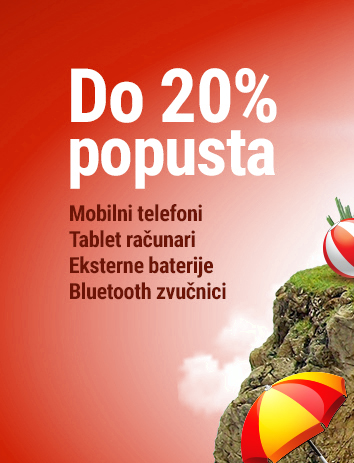 Do 20%
popusta
Mobilni telefoni
Tablet računari
Eksterne baterije
Bluetooth zvučnici